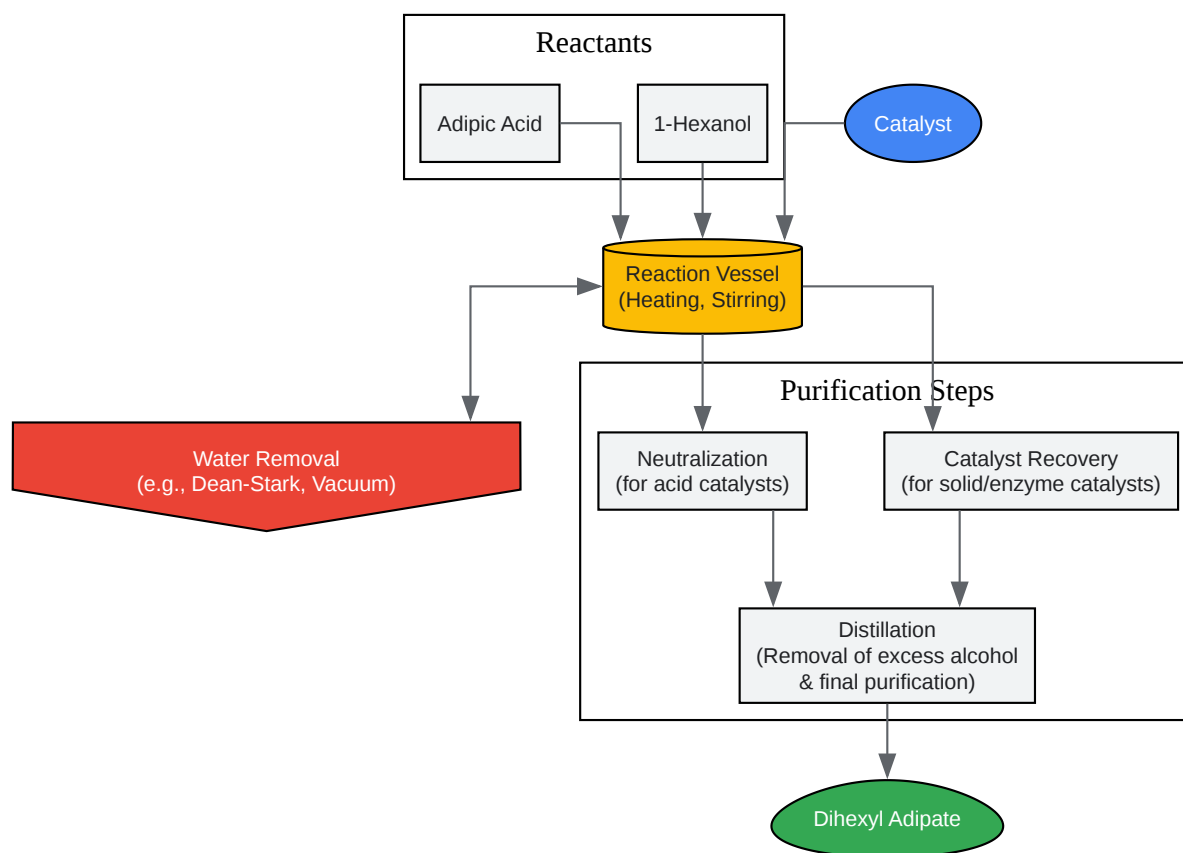 Reactants
Adipic Acid
1-Hexanol
Catalyst
Reaction Vessel
(Heating, Stirring)
Purification Steps
Water Removal
(e.g., Dean-Stark, Vacuum)
Neutralization
(for acid catalysts)
Catalyst Recovery
(for solid/enzyme catalysts)
Distillation
(Removal of excess alcohol
& final purification)
Dihexyl Adipate